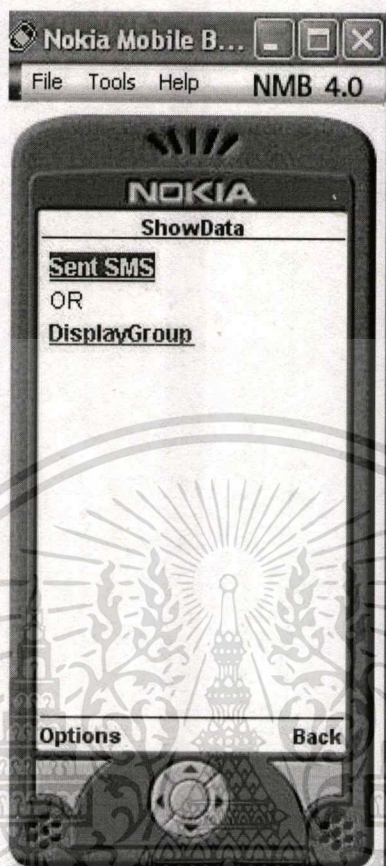 Nokia Mobile B...
File Tools Help NMB 4.0
NOKIA
ShowData
Sent SMS
OR
DisplayGroup
Options Back